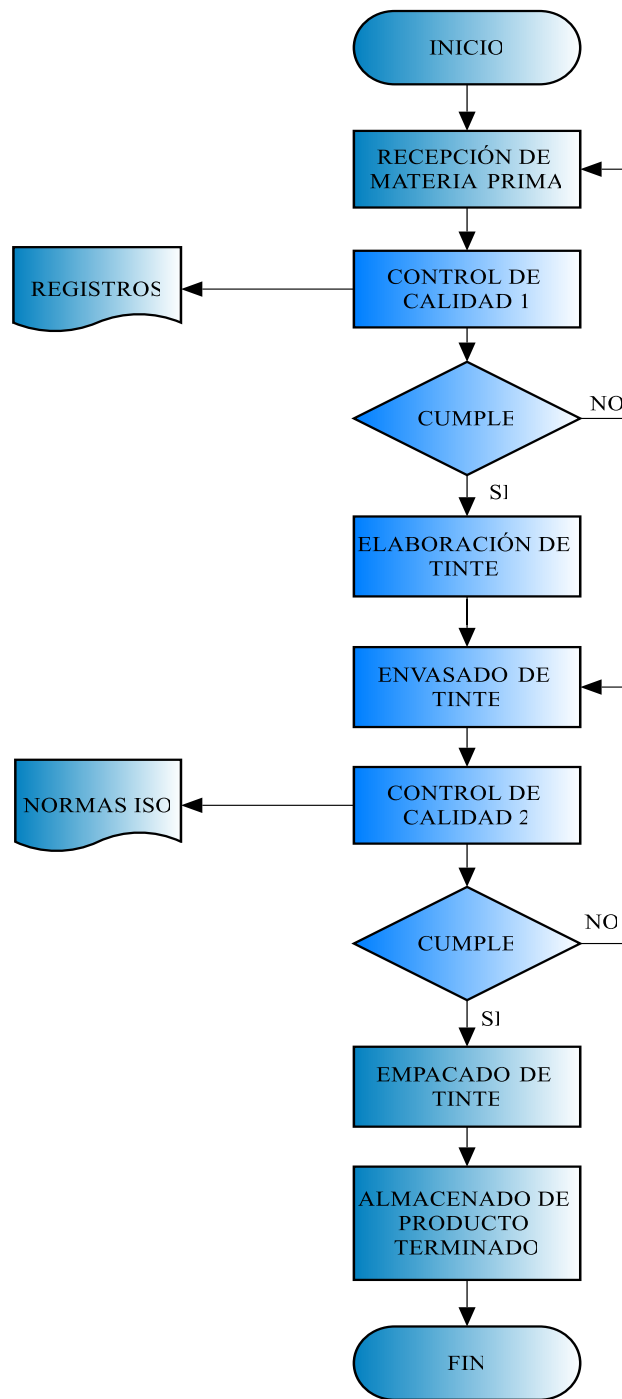 INICIO
RECEPCIÓN DE
MATERIA PRIMA
REGISTROS
CONTROL DE
CALIDAD 1
CUMPLE
NO
SI
ELABORACIÓN DE
TINTE
ENVASADO DE
TINTE
NORMAS ISO
CONTROL DE
CALIDAD 2
CUMPLE
NO
SI
EMPACADO DE
TINTE
ALMACENADO DE
PRODUCTO
TERMINADO
FIN